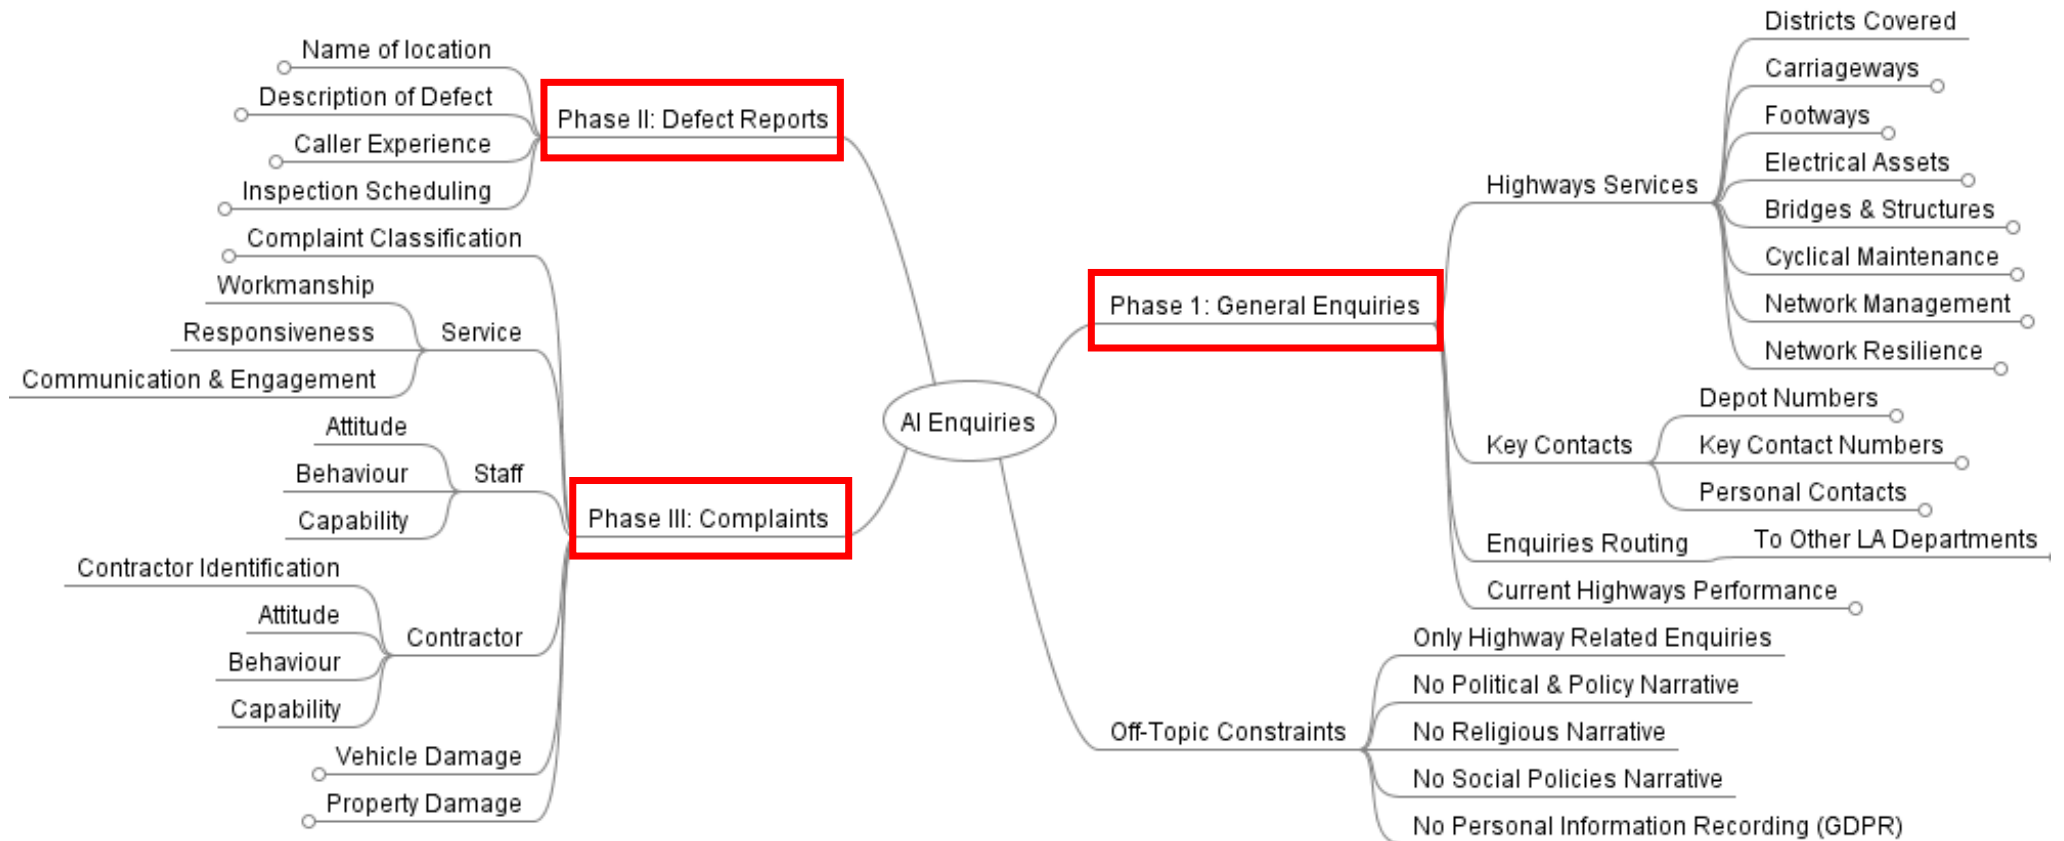 AI Enquiries
Phase 1: General Enquiries
Highways Services
Districts Covered
Carriageways
Footways
Electrical Assets
Bridges & Structures
Cyclical Maintenance
Network Management
Network Resilience
Key Contacts
Depot Numbers
Key Contact Numbers
Personal Contacts
Enquiries Routing
To Other LA Departments
Current Highways Performance
Off-Topic Constraints
Only Highway Related Enquiries
No Political & Policy Narrative
No Religious Narrative
No Social Policies Narrative
No Personal Information Recording (GDPR)
Phase II: Defect Reports
Name of location
Description of Defect
Caller Experience
Inspection Scheduling
Phase III: Complaints
Complaint Classification
Service
Workmanship
Responsiveness
Communication & Engagement
Staff
Attitude
Behaviour
Capability
Contractor
Contractor Identification
Attitude
Behaviour
Capability
Vehicle Damage
Property Damage